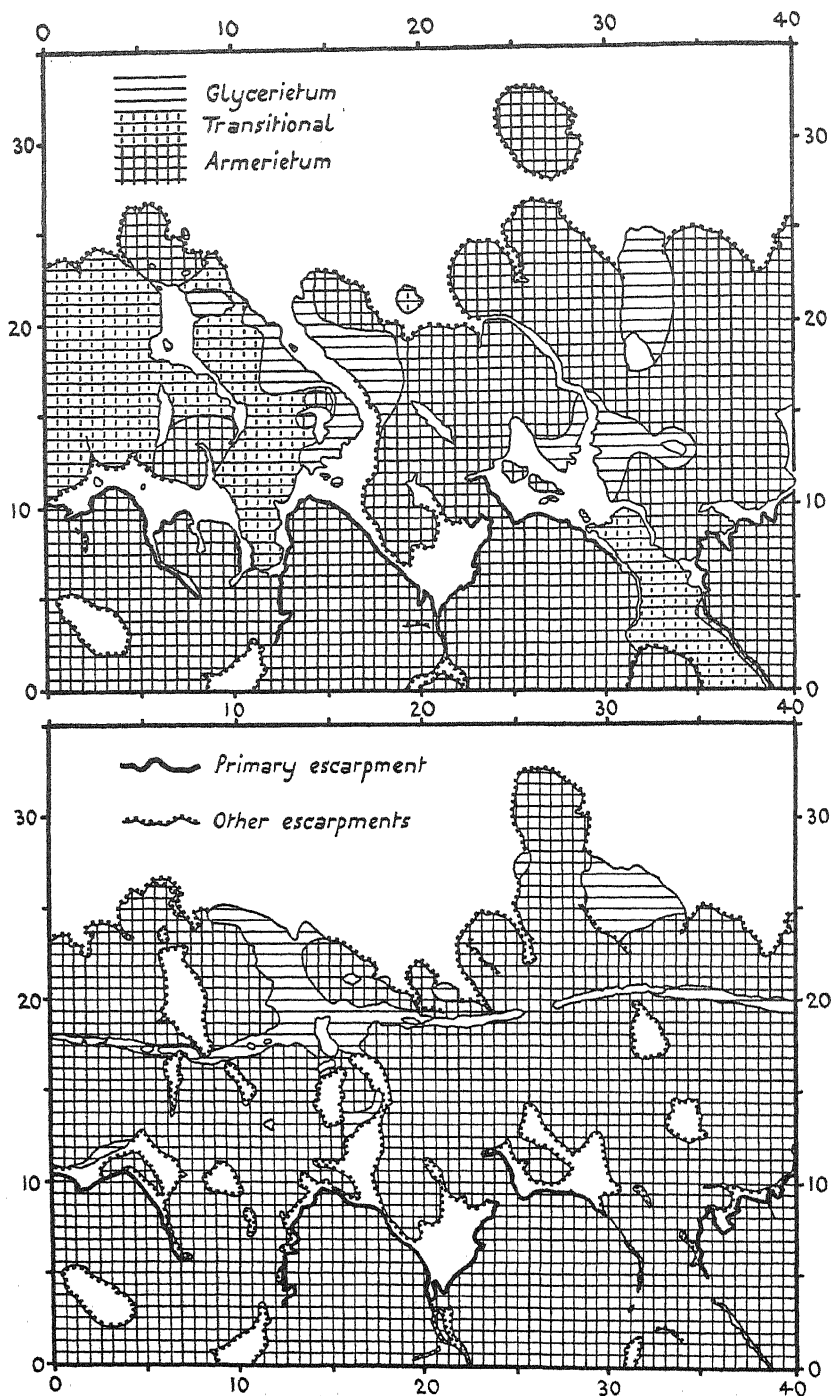 0 10 20 30 40
Glycerietum
Transitional
Armerietum
30 30
20 20
10 10
0 0
10 20 30 40
Primary escarpment
Other escarpments
30 30
20 20
10 10
0 0
0 10 20 30 40